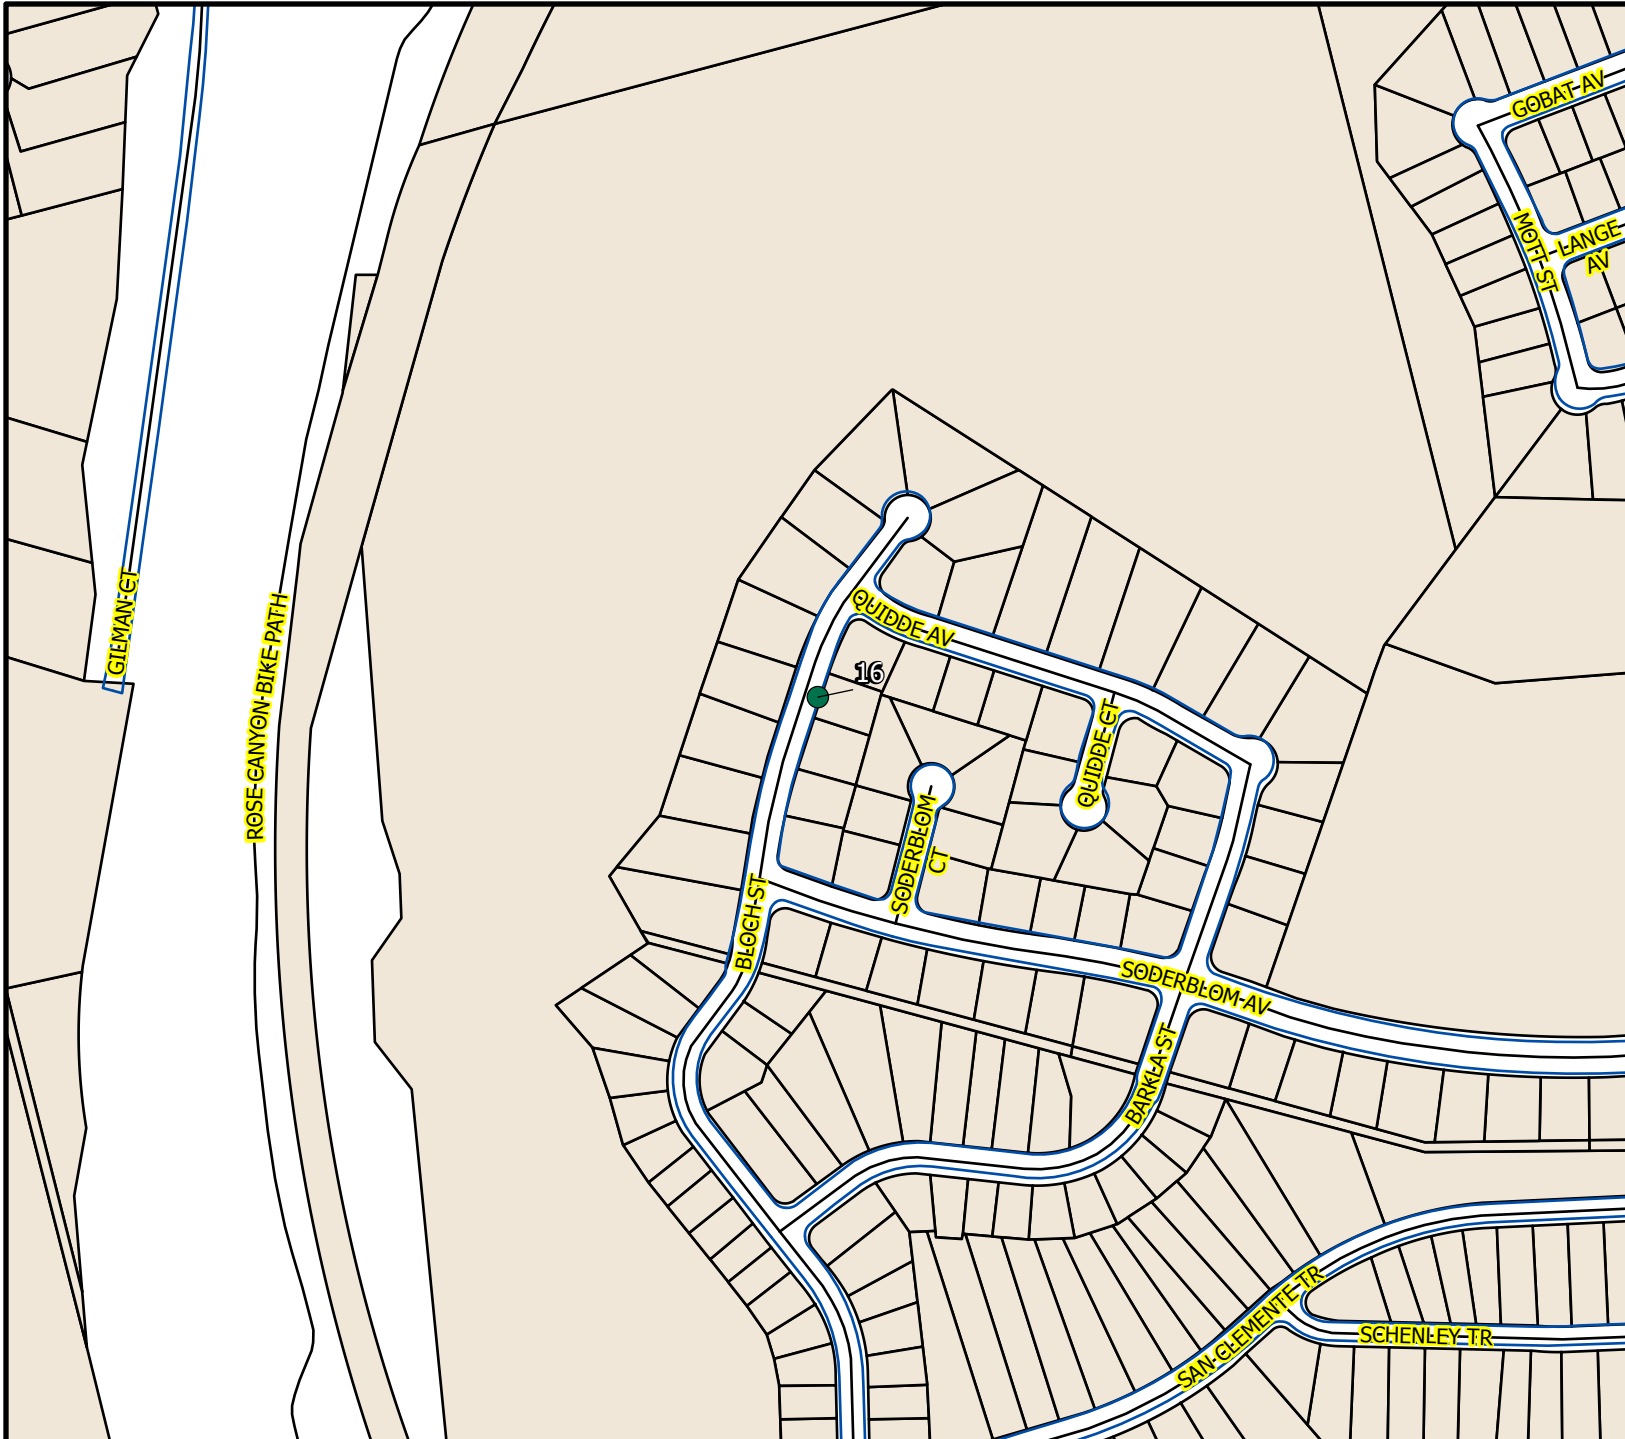 GOBAT AV
MOTT ST
LANGE
AV
GILMAN CT
ROSE CANYON BIKE PATH
QUIDDE AV
16
QUIDDE CT
SODERBLOM
CT
BLOCH ST
SODERBLOM AV
BARKLA ST
SAN CLEMENTE TR
SCHENLEY TR